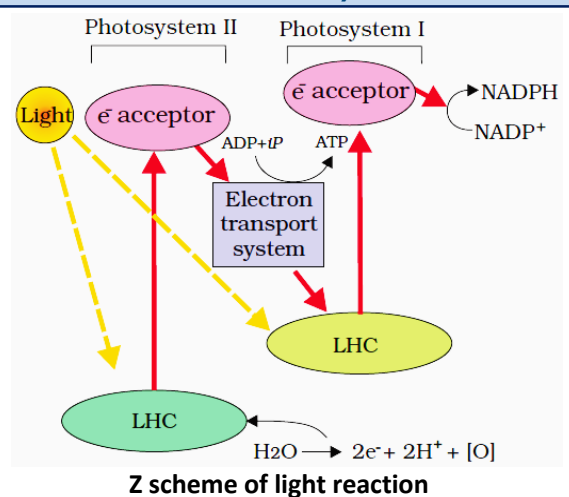 Photosystem II
Photosystem I
Light
e⁻ acceptor
e⁻ acceptor
NADPH
NADP⁺
ADP+iP
ATP
Electron
transport
system
LHC
LHC
H2O → 2e⁻+ 2H⁺ + [O]
Z scheme of light reaction